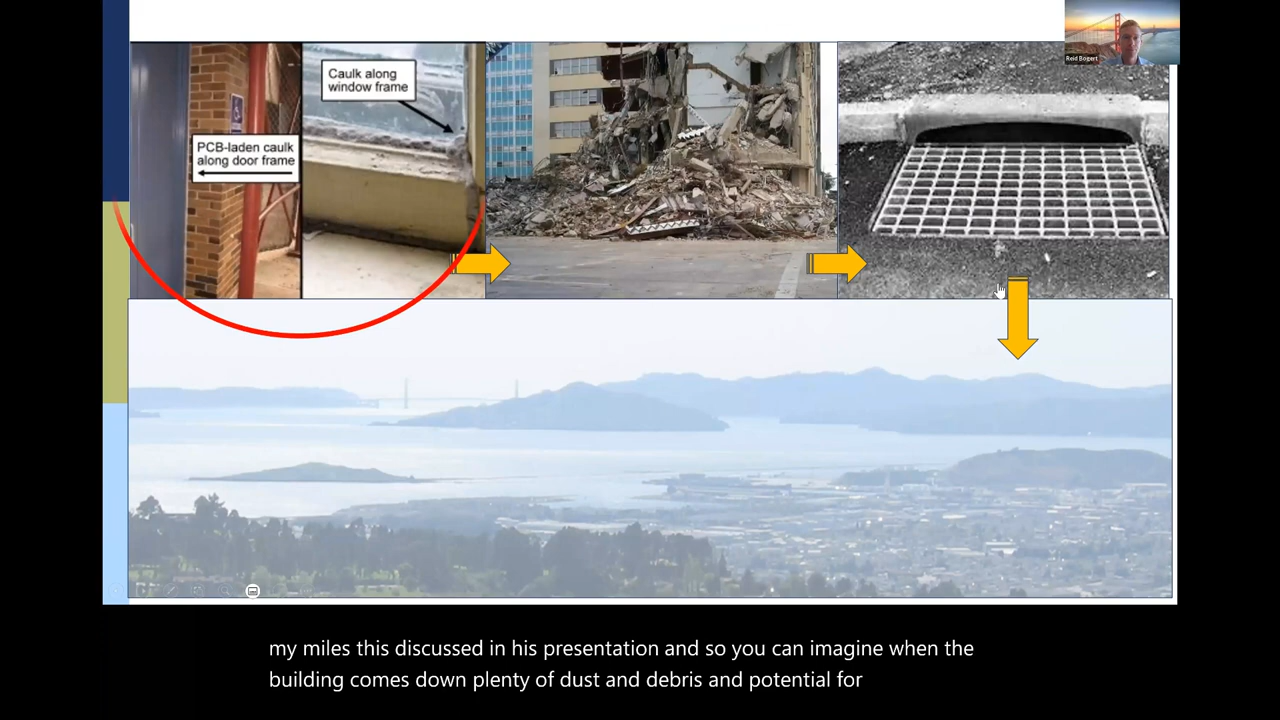 Reid Bogert
Caulk along
window frame
PCB-laden caulk
along door frame
my miles this discussed in his presentation and so you can imagine when the
building comes down plenty of dust and debris and potential for